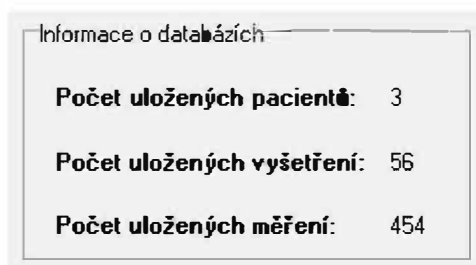 Informace o databázích
Počet uložených pacientů: 3
Počet uložených vyšetření: 56
Počet uložených měření: 454